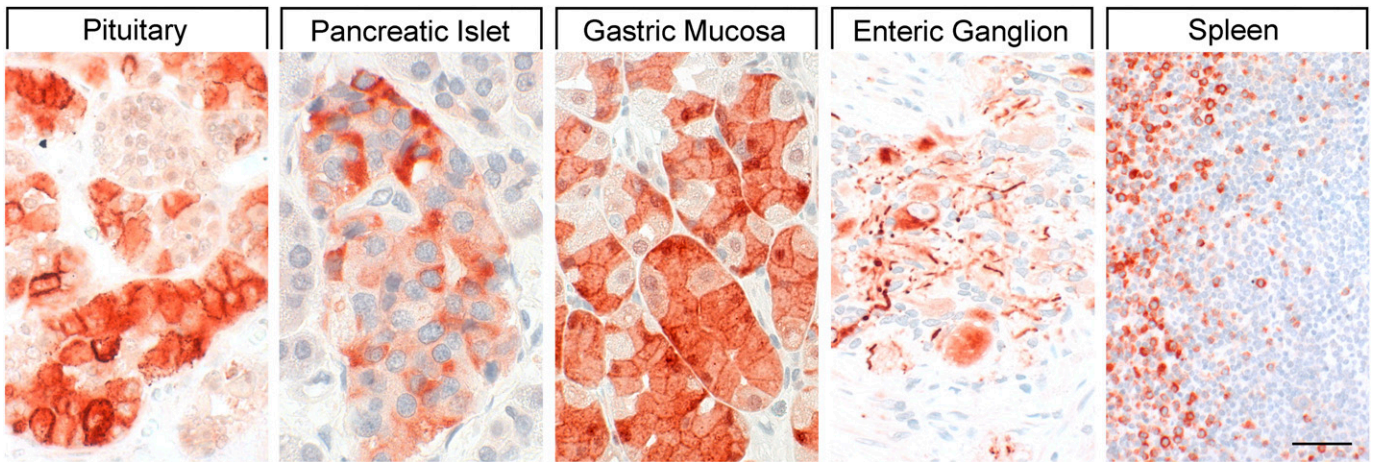 Pituitary
Pancreatic Islet
Gastric Mucosa
Enteric Ganglion
Spleen